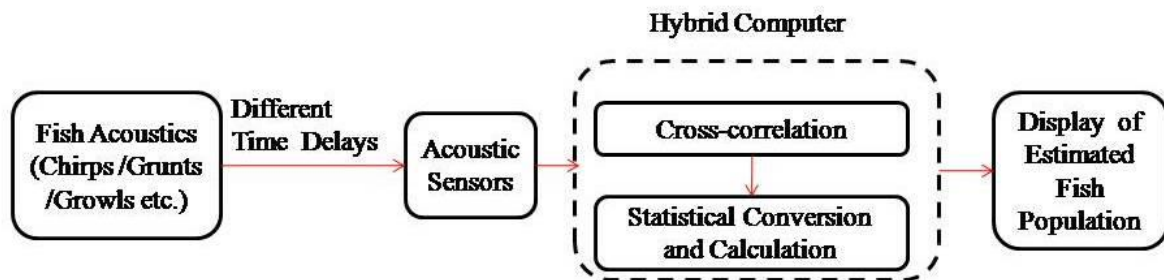 Hybrid Computer
Fish Acoustics
(Chirps /Grunts
/Growls etc.)
Different
Time Delays
Acoustic
Sensors
Cross-correlation
Statistical Conversion
and Calculation
Display of
Estimated
Fish
Population